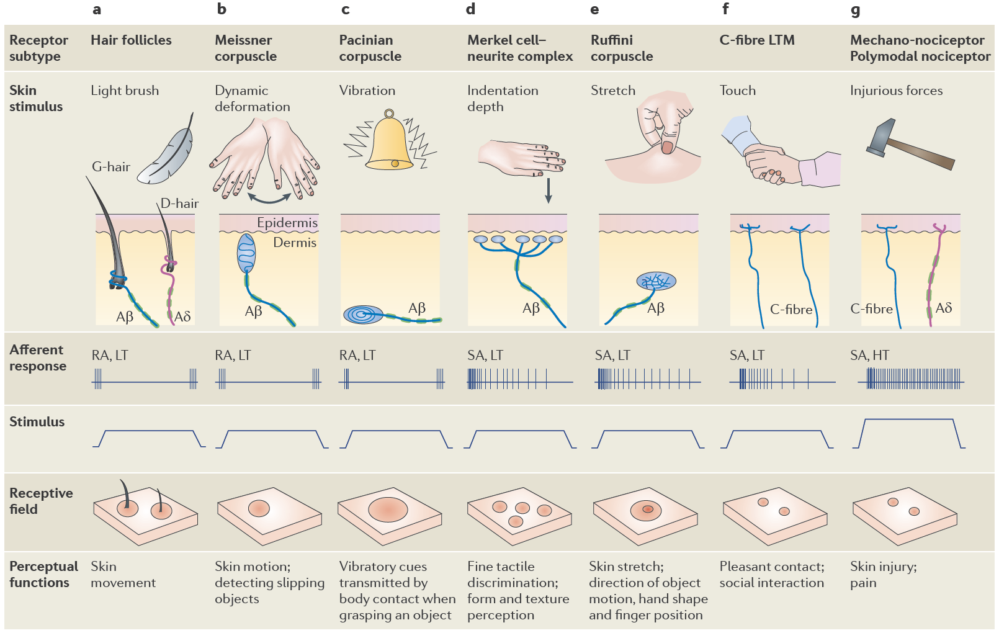 a b c d e f g
Receptor subtype
Hair follicles
Meissner corpuscle
Pacinian corpuscle
Merkel cell–neurite complex
Ruffini corpuscle
C-fibre LTM
Mechano-nociceptor
Polymodal nociceptor
Skin stimulus
Light brush
Dynamic deformation
Vibration
Indentation depth
Stretch
Touch
Injurious forces
G-hair
D-hair
Epidermis
Dermis
Aβ
Aδ
Aβ
Aβ
Aβ
Aβ
C-fibre
C-fibre
Aδ
Afferent response
RA, LT
RA, LT
RA, LT
SA, LT
SA, LT
SA, LT
SA, HT
Stimulus
Receptive field
Perceptual functions
Skin movement
Skin motion; detecting slipping objects
Vibratory cues transmitted by body contact when grasping an object
Fine tactile discrimination; form and texture perception
Skin stretch; direction of object motion, hand shape and finger position
Pleasant contact; social interaction
Skin injury; pain